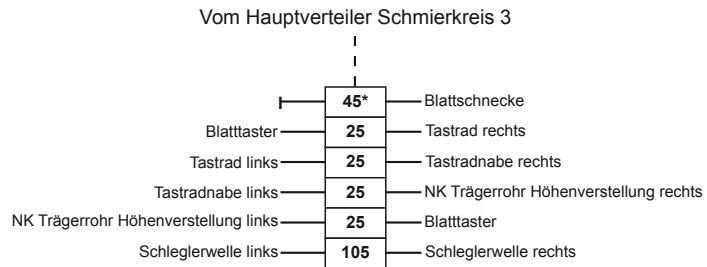 Vom Hauptverteiler Schmierkreis 3
45* Blattschnecke
Blatttaster 25 Tastrad rechts
Tastrad links 25 Tastradnabe rechts
Tastradnabe links 25 NK Trägerrohr Höhenverstellung rechts
NK Trägerrohr Höhenverstellung links 25 Blatttaster
Schleglerwelle links 105 Schleglerwelle rechts